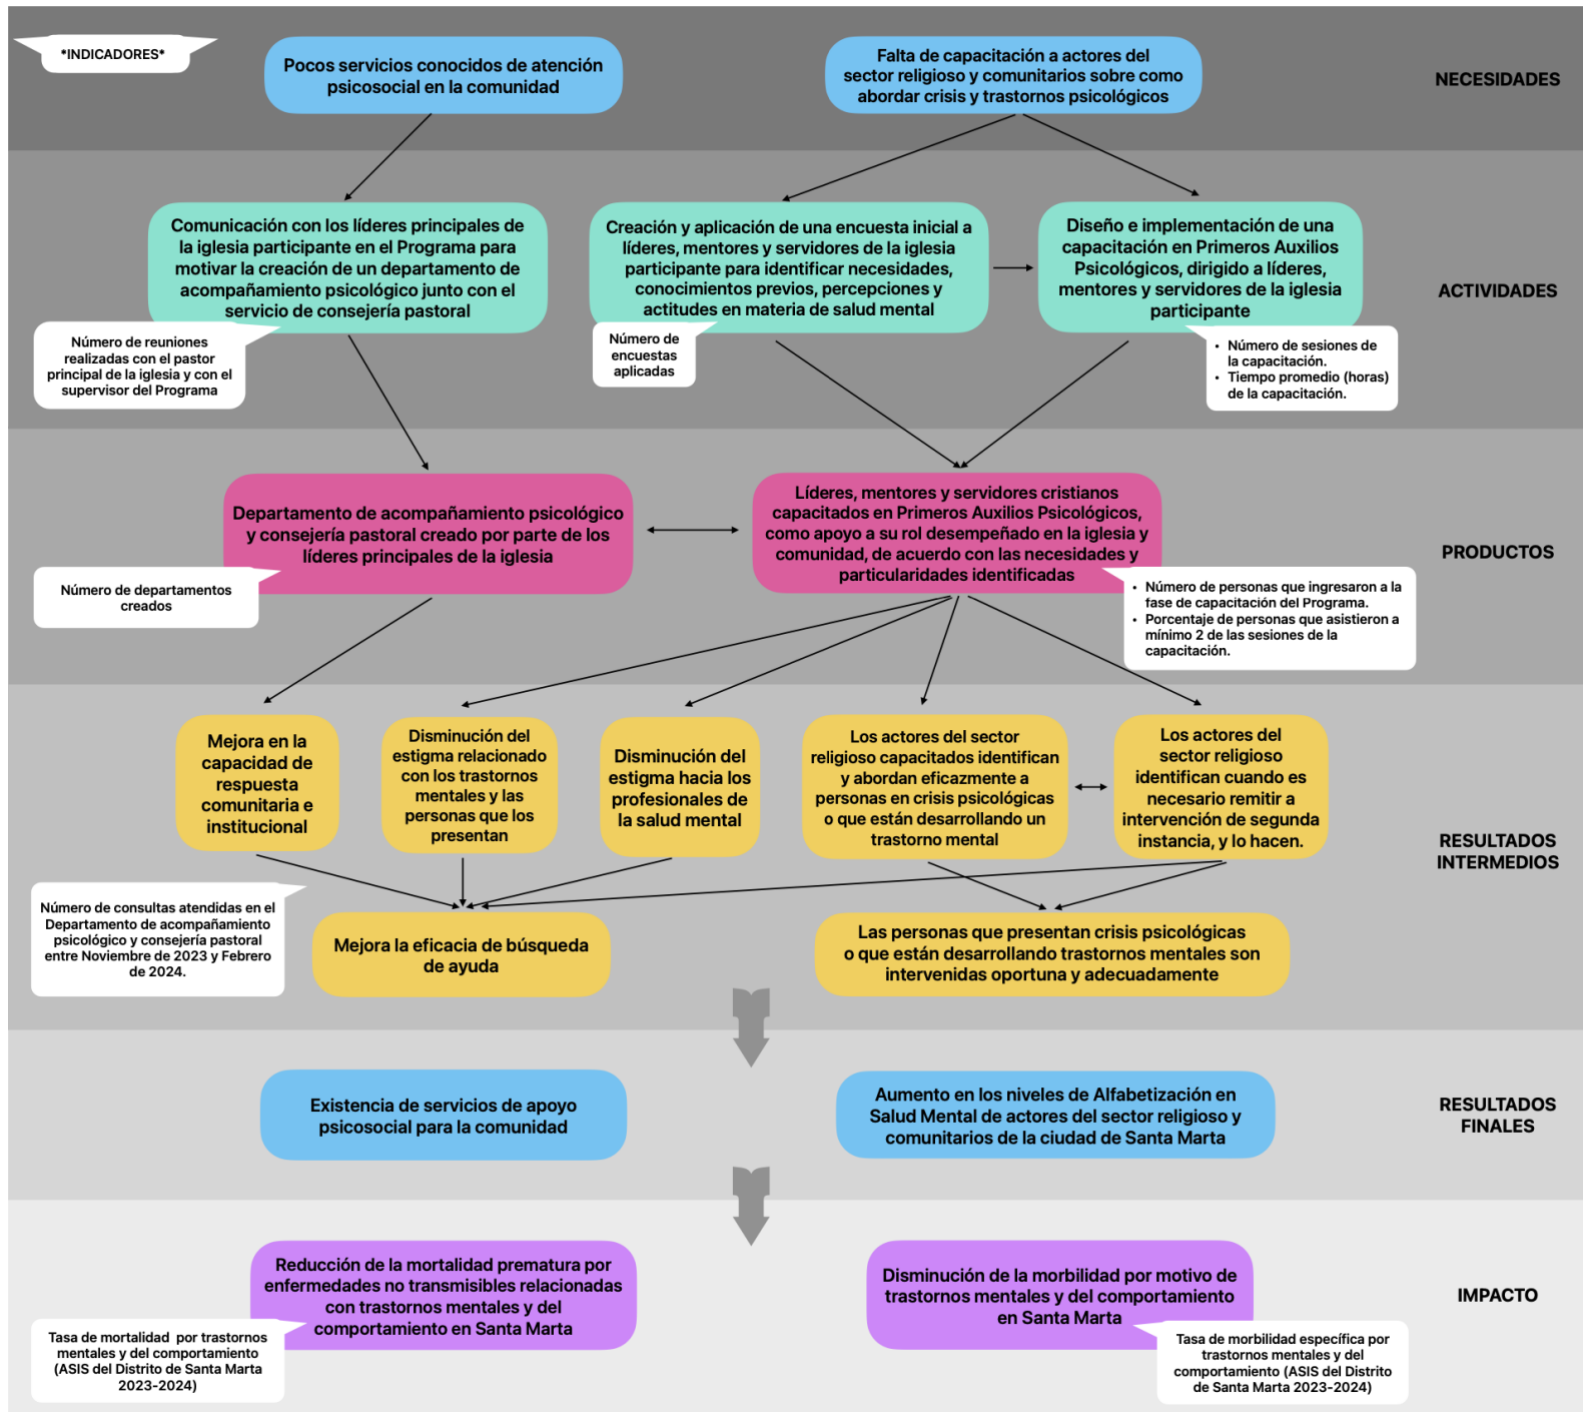 *INDICADORES*
Pocos servicios conocidos de atención
psicosocial en la comunidad
Falta de capacitación a actores del
sector religioso y comunitarios sobre como
abordar crisis y trastornos psicológicos
NECESIDADES
Comunicación con los líderes principales de
la iglesia participante en el Programa para
motivar la creación de un departamento de
acompañamiento psicológico junto con el
servicio de consejería pastoral
Creación y aplicación de una encuesta inicial a
líderes, mentores y servidores de la iglesia
participante para identificar necesidades,
conocimientos previos, percepciones y
actitudes en materia de salud mental
Diseño e implementación de una
capacitación en Primeros Auxilios
Psicológicos, dirigido a líderes,
mentores y servidores de la iglesia
participante
ACTIVIDADES
Número de reuniones
realizadas con el pastor
principal de la iglesia y con el
supervisor del Programa
Número de
encuestas
aplicadas
• Número de sesiones de
la capacitación.
• Tiempo promedio (horas)
de la capacitación.
Departamento de acompañamiento psicológico
y consejería pastoral creado por parte de los
líderes principales de la iglesia
Líderes, mentores y servidores cristianos
capacitados en Primeros Auxilios Psicológicos,
como apoyo a su rol desempeñado en la iglesia y
comunidad, de acuerdo con las necesidades y
particularidades identificadas
PRODUCTOS
Número de departamentos
creados
• Número de personas que ingresaron a la
fase de capacitación del Programa.
• Porcentaje de personas que asistieron a
mínimo 2 de las sesiones de la
capacitación.
Mejora en la
capacidad de
respuesta
comunitaria e
institucional
Disminución del
estigma relacionado
con los trastornos
mentales y las
personas que los
presentan
Disminución del
estigma hacia los
profesionales de
la salud mental
Los actores del sector
religioso capacitados identifican
y abordan eficazmente a
personas en crisis psicológicas
o que están desarrollando un
trastorno mental
Los actores del
sector religioso
identifican cuando es
necesario remitir a
intervención de segunda
instancia, y lo hacen.
RESULTADOS
INTERMEDIOS
Número de consultas atendidas en el
Departamento de acompañamiento
psicológico y consejería pastoral
entre Noviembre de 2023 y Febrero
de 2024.
Mejora la eficacia de búsqueda
de ayuda
Las personas que presentan crisis psicológicas
o que están desarrollando trastornos mentales son
intervenidas oportuna y adecuadamente
Existencia de servicios de apoyo
psicosocial para la comunidad
Aumento en los niveles de Alfabetización en
Salud Mental de actores del sector religioso y
comunitarios de la ciudad de Santa Marta
RESULTADOS
FINALES
Reducción de la mortalidad prematura por
enfermedades no transmisibles relacionadas
con trastornos mentales y del
comportamiento en Santa Marta
Disminución de la morbilidad por motivo de
trastornos mentales y del comportamiento
en Santa Marta
IMPACTO
Tasa de mortalidad por trastornos
mentales y del comportamiento
(ASIS del Distrito de Santa Marta
2023-2024)
Tasa de morbilidad específica por
trastornos mentales y del
comportamiento (ASIS del Distrito
de Santa Marta 2023-2024)